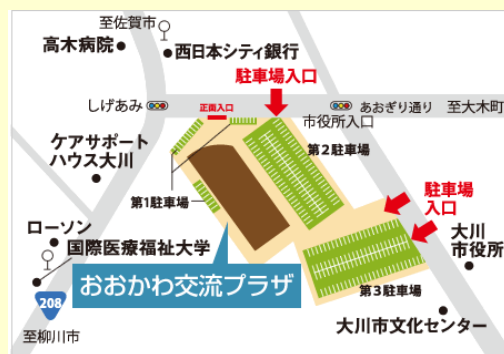 至佐賀市
高木病院
西日本シティ銀行
駐車場入口
しげあみ
正面入口
あおぎり通り
至大木町
市役所入口
ケアサポート
ハウス大川
第2駐車場
第1駐車場
駐車場
入口
ローソン
国際医療福祉大学
大川
市役所
おおかわ交流プラザ
208
第3駐車場
至柳川市
大川市文化センター